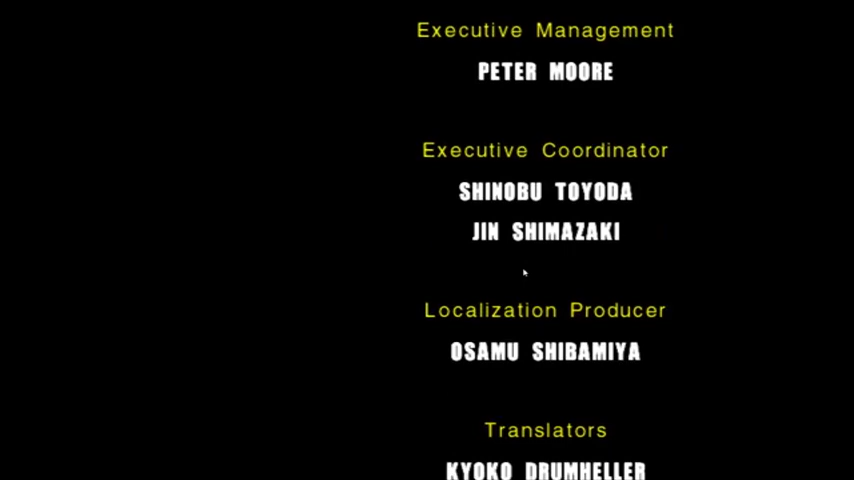 Executive Management
PETER MOORE
Executive Coordinator
SHINOBU TOYODA
JIN SHIMAZAKI
Localization Producer
OSAMU SHIBAMIYA
Translators
KYOKO DRUMHELLER